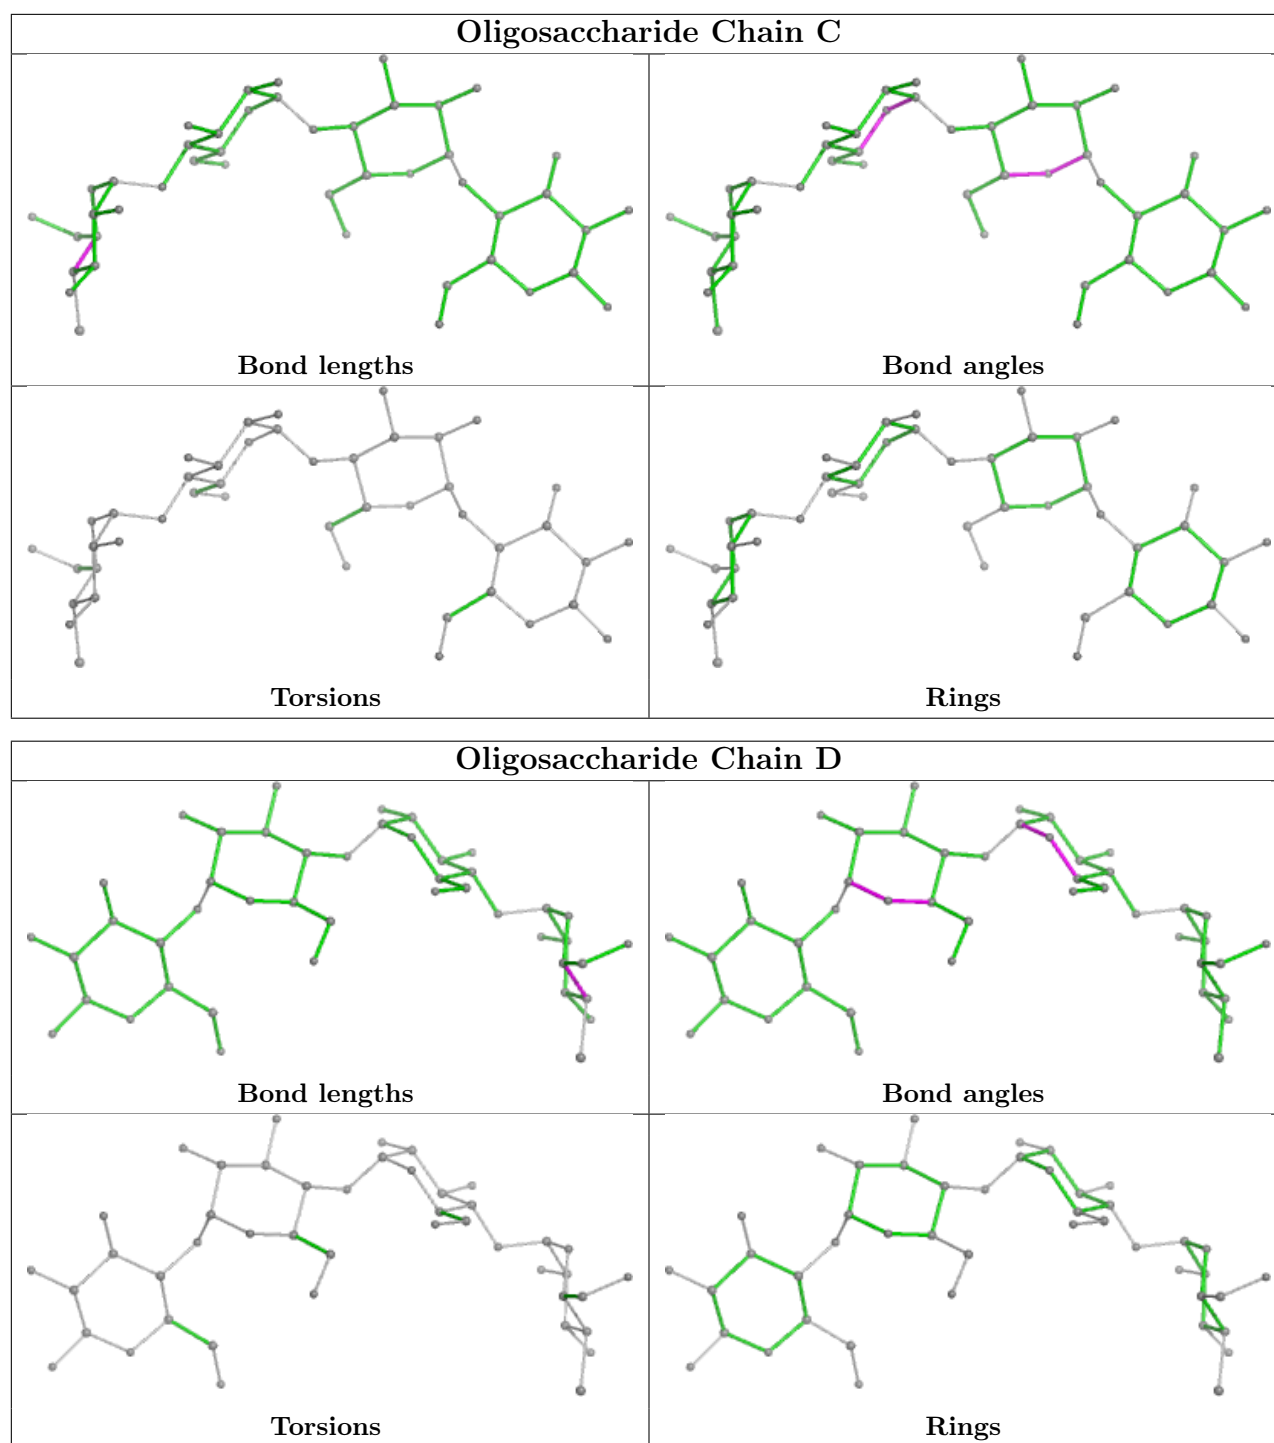 Oligosaccharide Chain C
Bond lengths
Bond angles
Torsions
Rings
Oligosaccharide Chain D
Bond lengths
Bond angles
Torsions
Rings